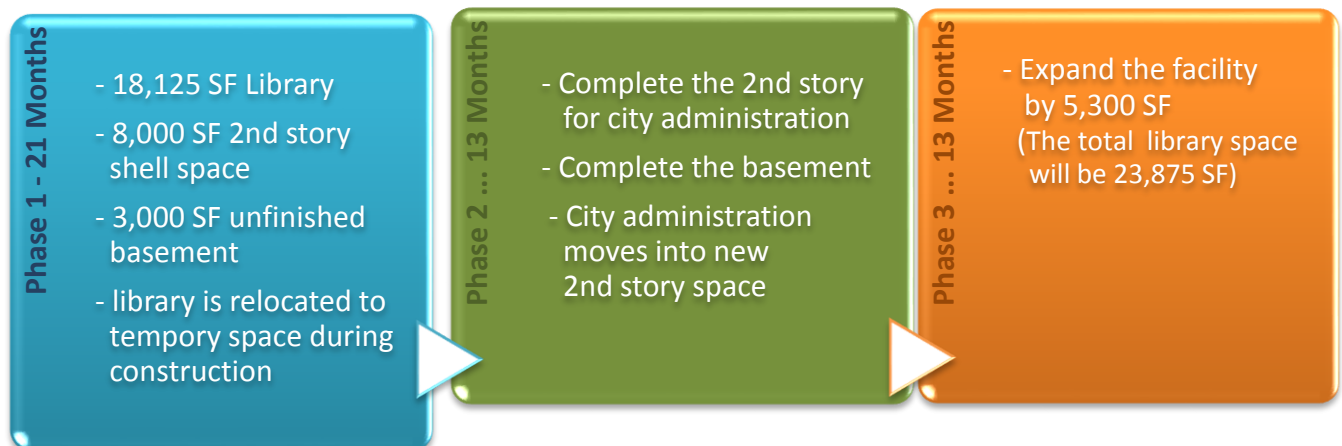 Phase 1 - 21 Months
- 18,125 SF Library
- 8,000 SF 2nd story
shell space
- 3,000 SF unfinished
basement
- library is relocated to
tempory space during
construction
Phase 2 ... 13 Months
- Complete the 2nd story
for city administration
- Complete the basement
- City administration
moves into new
2nd story space
Phase 3 ... 13 Months
- Expand the facility
by 5,300 SF
(The total library space
will be 23,875 SF)